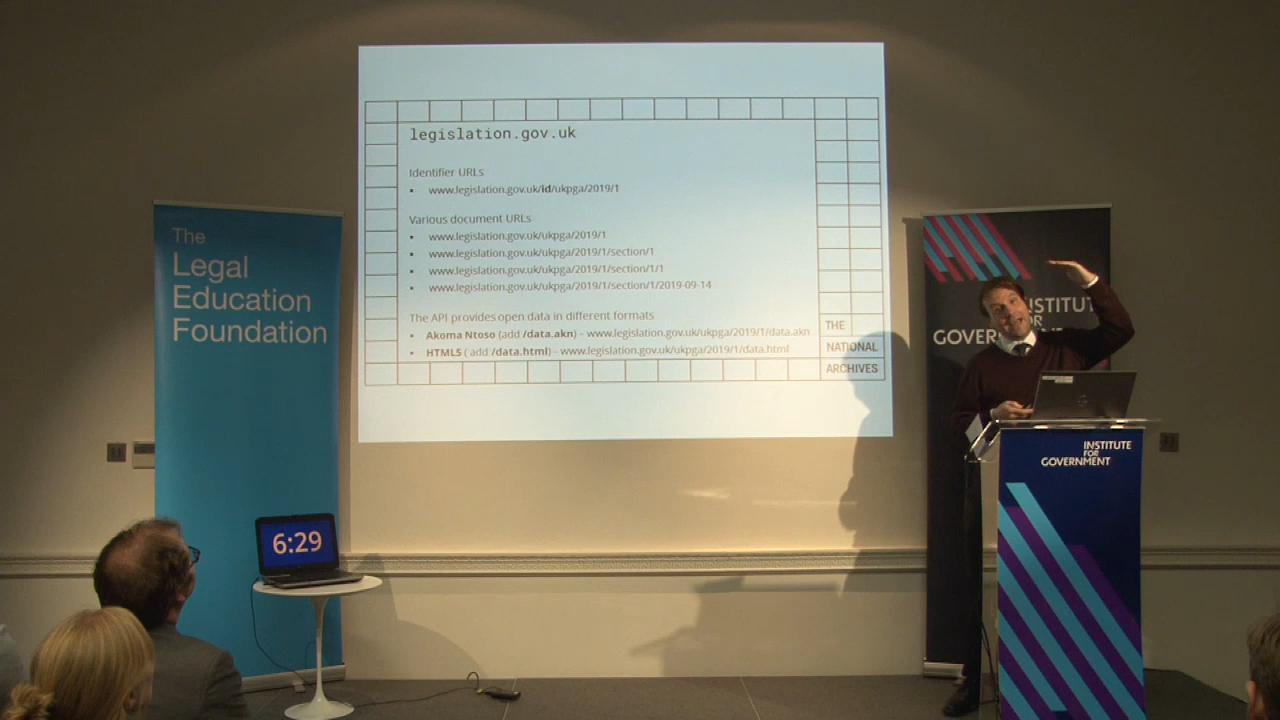 legislation.gov.uk
Identifier URLs
▪ www.legislation.gov.uk/id/ukpga/2019/1
Various document URLs
▪ www.legislation.gov.uk/ukpga/2019/1
▪ www.legislation.gov.uk/ukpga/2019/1/section/1
▪ www.legislation.gov.uk/ukpga/2019/1/section/1/1
▪ www.legislation.gov.uk/ukpga/2019/1/section/1/2019-09-14
The API provides open data in different formats
▪ Akoma Ntoso (add /data.akn) – www.legislation.gov.uk/ukpga/2019/1/data.akn
▪ HTML5 ( add /data.html) – www.legislation.gov.uk/ukpga/2019/1/data.html
THE
NATIONAL
ARCHIVES
The
Legal
Education
Foundation
6:29
INSTITUTE
FOR
GOVERNMENT